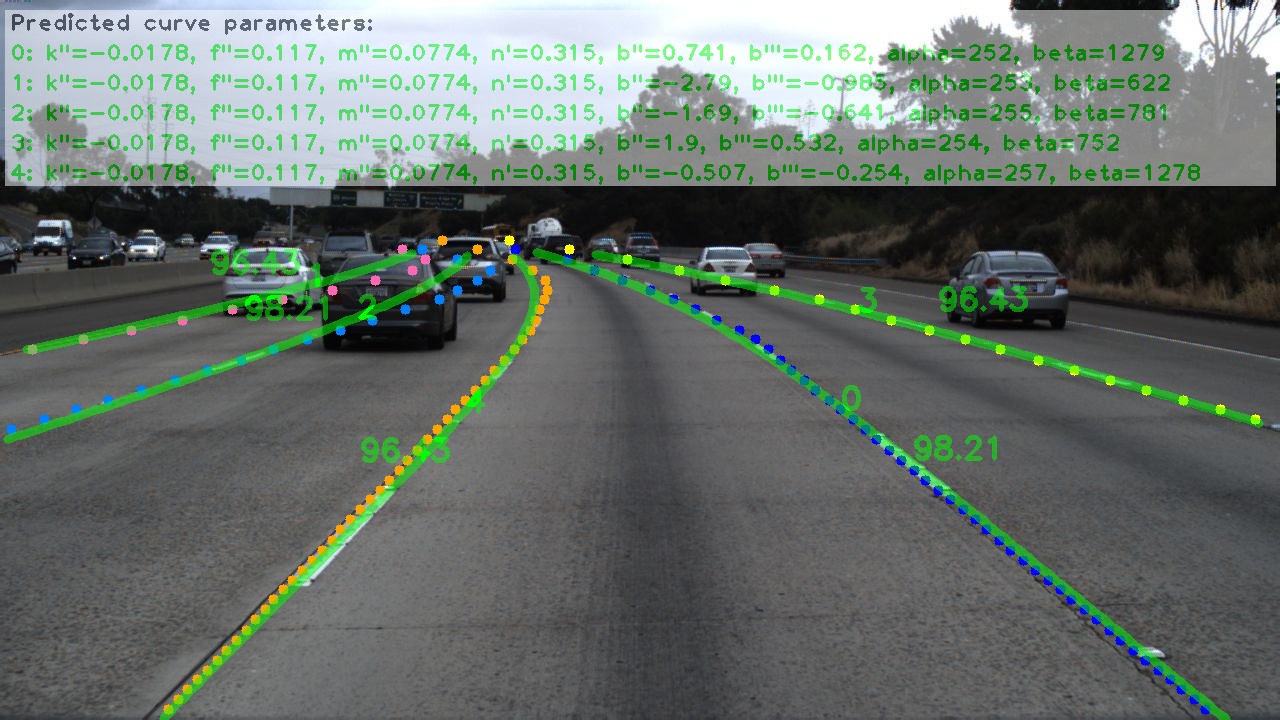 Predicted curve parameters:
0: k''=-0.0178, f''=0.117, m''=0.0774, n'=0.315, b''=0.741, b'''=0.162, alpha=252, beta=1279
1: k''=-0.0178, f''=0.117, m''=0.0774, n'=0.315, b''=-2.79, b'''=-0.985, alpha=253, beta=622
2: k''=-0.0178, f''=0.117, m''=0.0774, n'=0.315, b''=-1.69, b'''=-0.641, alpha=255, beta=781
3: k''=-0.0178, f''=0.117, m''=0.0774, n'=0.315, b''=1.9, b'''=0.532, alpha=254, beta=752
4: k''=-0.0178, f''=0.117, m''=0.0774, n'=0.315, b''=-0.507, b'''=-0.254, alpha=257, beta=1278
96.43 1
98.21 2
3 96.43
4
0
96.43
98.21